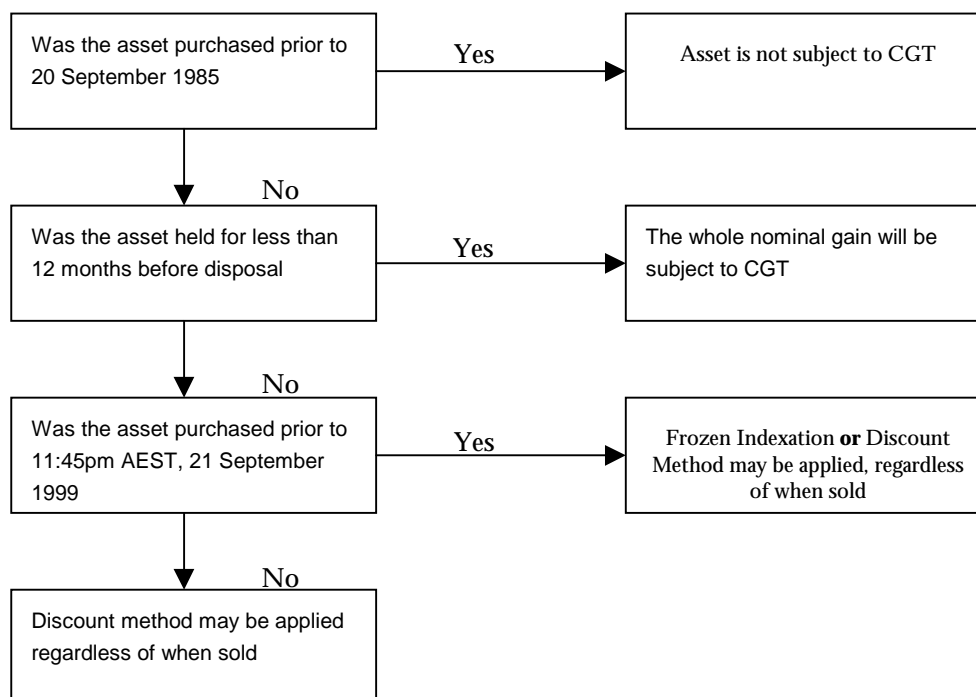 Was the asset purchased prior to
20 September 1985
Yes
Asset is not subject to CGT
No
Was the asset held for less than
12 months before disposal
Yes
The whole nominal gain will be
subject to CGT
No
Was the asset purchased prior to
11:45pm AEST, 21 September
1999
Yes
Frozen Indexation or Discount
Method may be applied, regardless
of when sold
No
Discount method may be applied
regardless of when sold